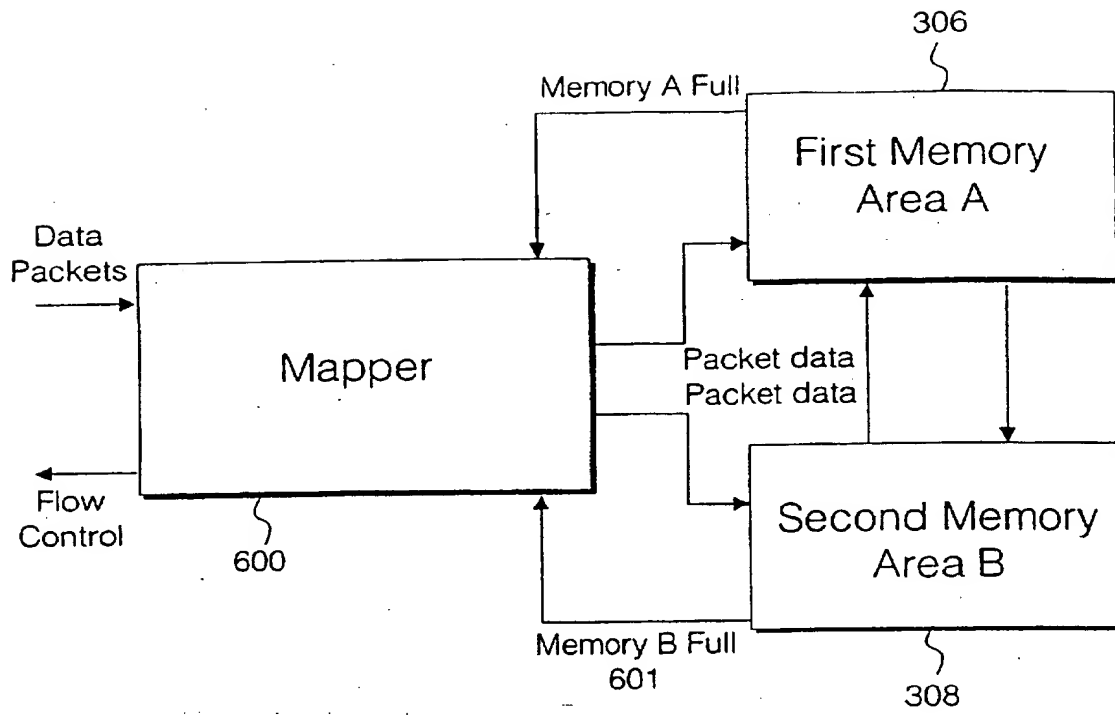 306
Memory A Full
First Memory
Area A
Data
Packets
Mapper
Packet data
Packet data
Flow
Control
600
Second Memory
Area B
Memory B Full
601
308